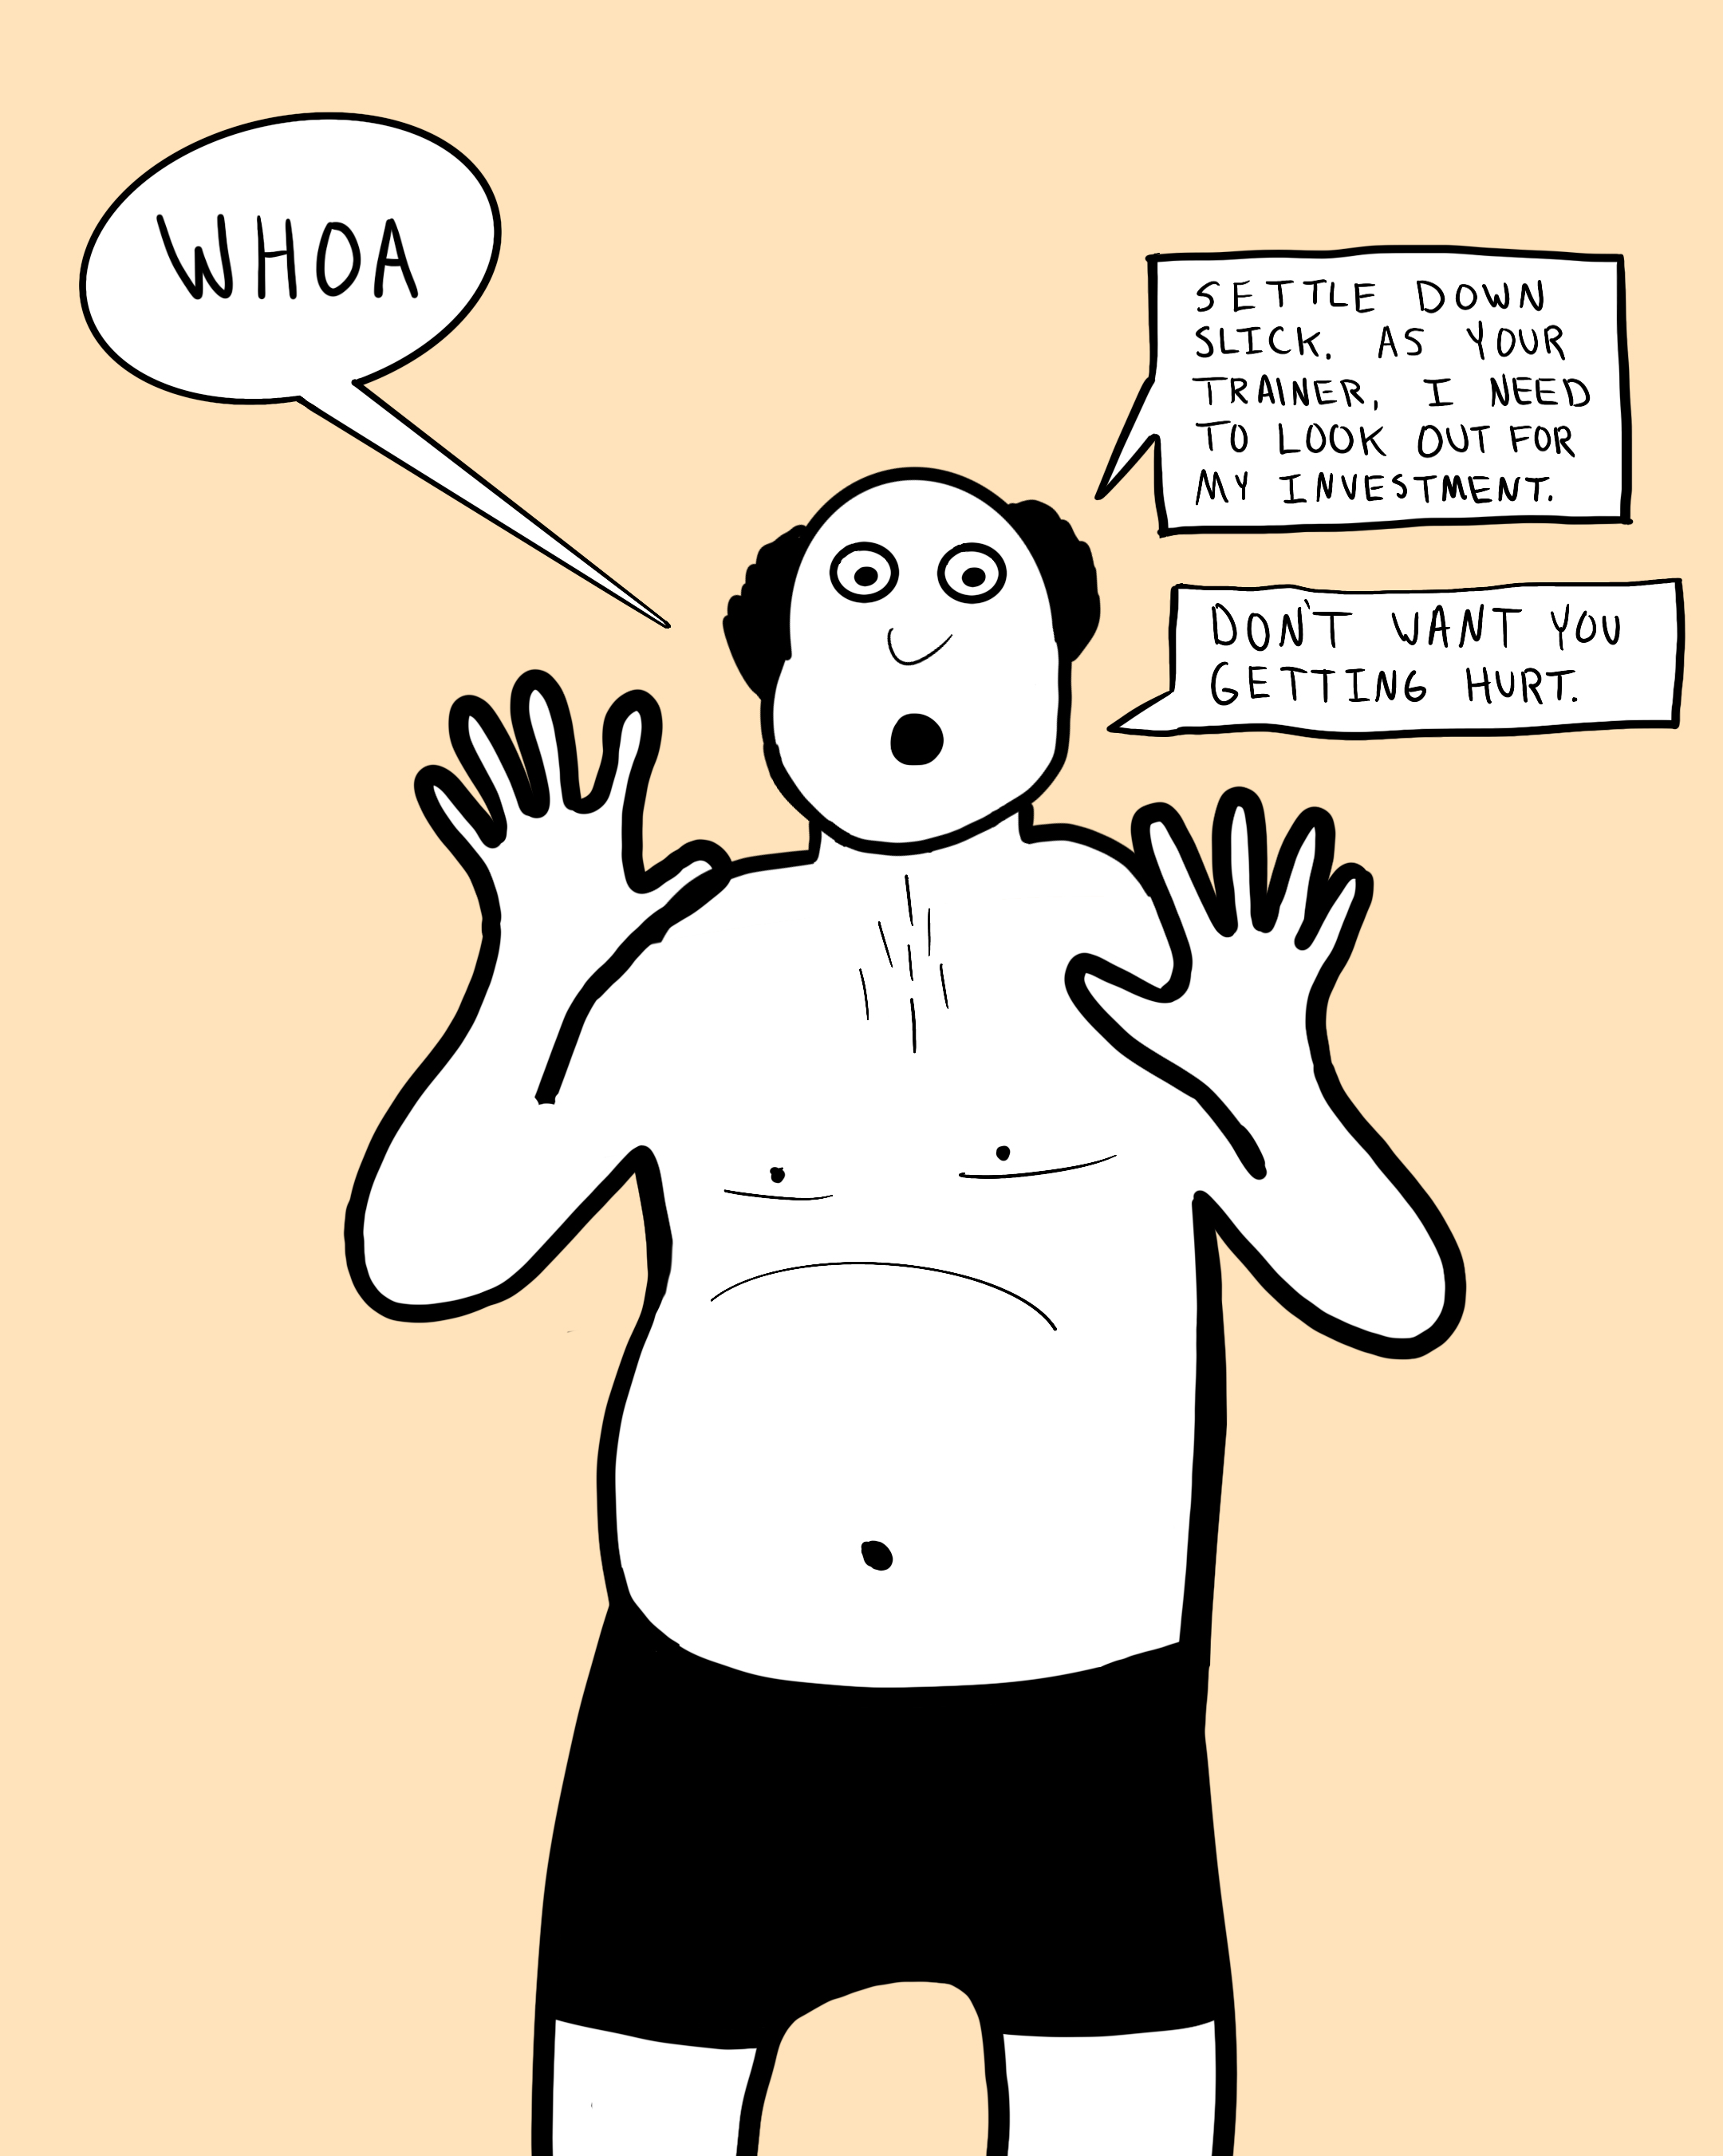 WHOA
SETTLE DOWN
SLICK. AS YOUR
TRAINER, I NEED
TO LOOK OUT FOR
MY INVESTMENT.
DON'T WANT YOU
GETTING HURT.